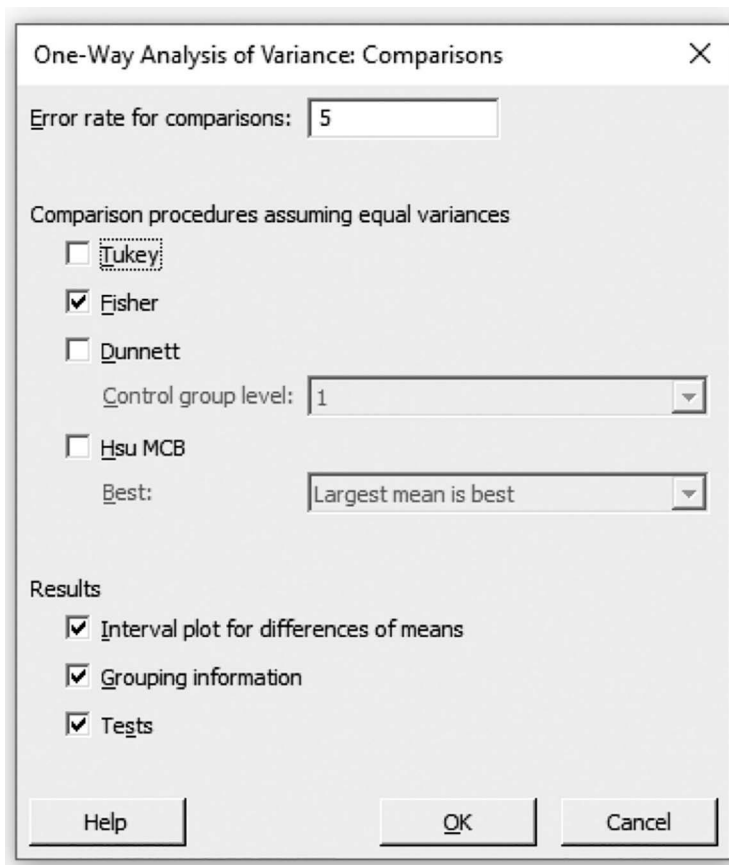 One-Way Analysis of Variance: Comparisons
Error rate for comparisons: 5
Comparison procedures assuming equal variances
Tukey
Fisher
Dunnett
Control group level: 1
Hsu MCB
Best: Largest mean is best
Results
Interval plot for differences of means
Grouping information
Tests
Help OK Cancel